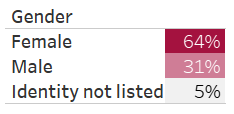 Gender
Female 64%
Male 31%
Identity not listed 5%